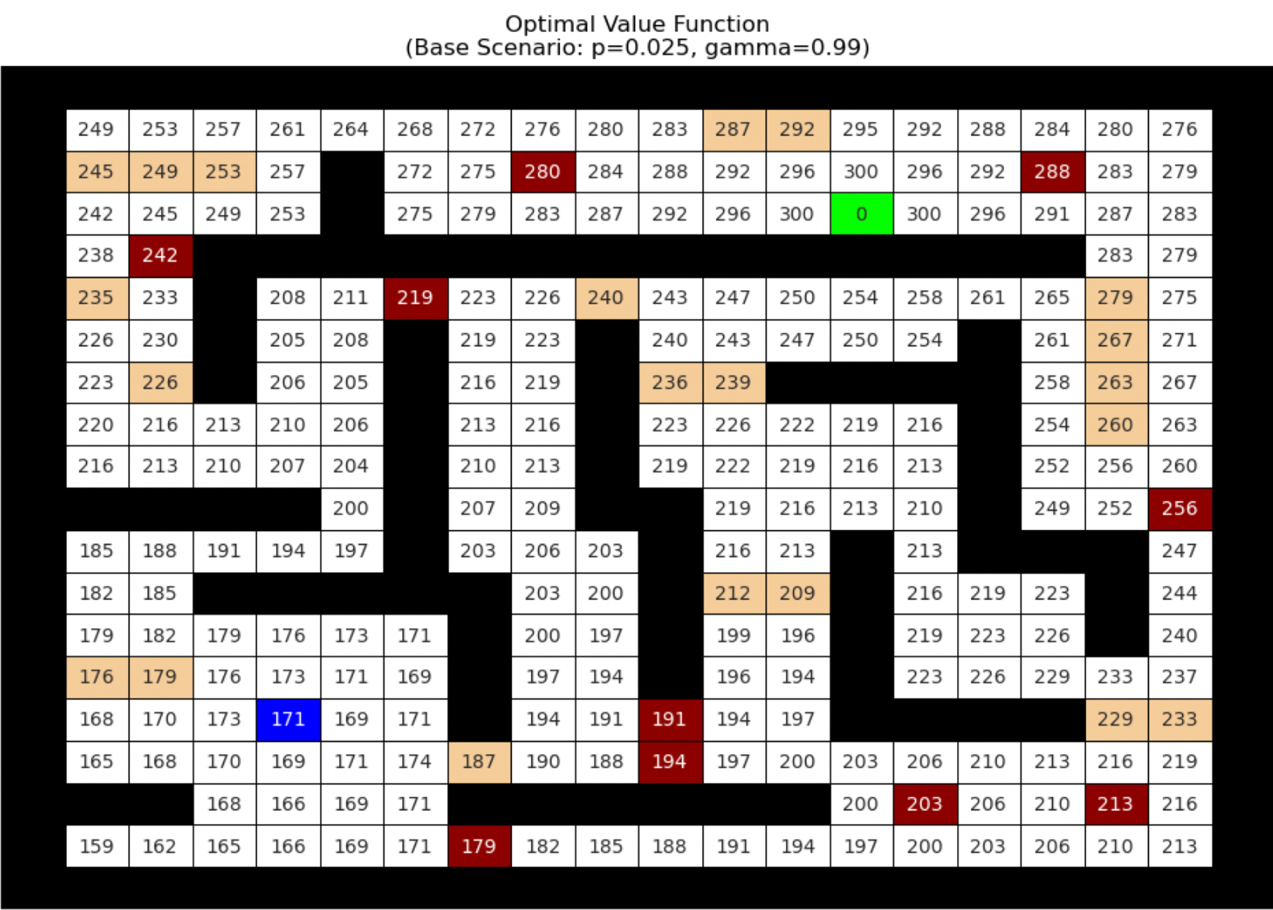 Optimal Value Function
(Base Scenario: p=0.025, gamma=0.99)
249 253 257 261 264 268 272 276 280 283 287 292 295 292 288 284 280 276
245 249 253 257 272 275 280 284 288 292 296 300 296 292 288 283 279
242 245 249 253 275 279 283 287 292 296 300 0 300 296 291 287 283
238 242 283 279
235 233 208 211 219 223 226 240 243 247 250 254 258 261 265 279 275
226 230 205 208 219 223 240 243 247 250 254 261 267 271
223 226 206 205 216 219 236 239 258 263 267
220 216 213 210 206 213 216 223 226 222 219 216 254 260 263
216 213 210 207 204 210 213 219 222 219 216 213 252 256 260
200 207 209 219 216 213 210 249 252 256
185 188 191 194 197 203 206 203 216 213 213 247
182 185 203 200 212 209 216 219 223 244
179 182 179 176 173 171 200 197 199 196 219 223 226 240
176 179 176 173 171 169 197 194 196 194 223 226 229 233 237
168 170 173 171 169 171 194 191 191 194 197 229 233
165 168 170 169 171 174 187 190 188 194 197 200 203 206 210 213 216 219
168 166 169 171 200 203 206 210 213 216
159 162 165 166 169 171 179 182 185 188 191 194 197 200 203 206 210 213